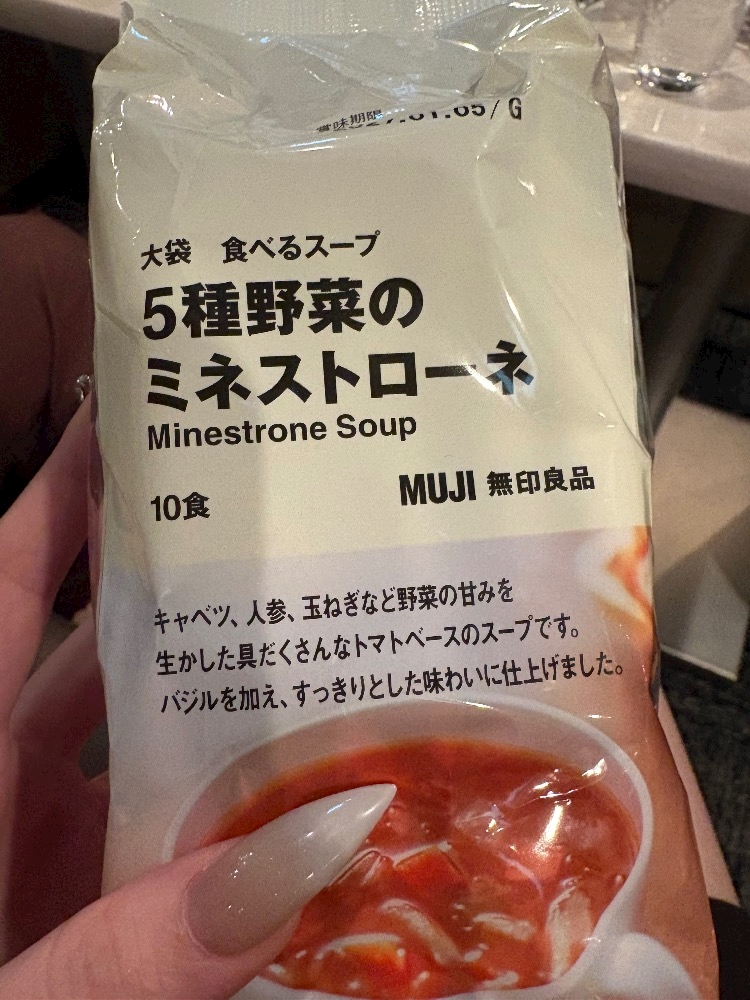 賞味期限
大袋　食べるスープ
5種野菜の
ミネストローネ
Minestrone Soup
10食
MUJI 無印良品
キャベツ、人参、玉ねぎなど野菜の甘みを
生かした具だくさんなトマトベースのスープです。
バジルを加え、すっきりとした味わいに仕上げました。